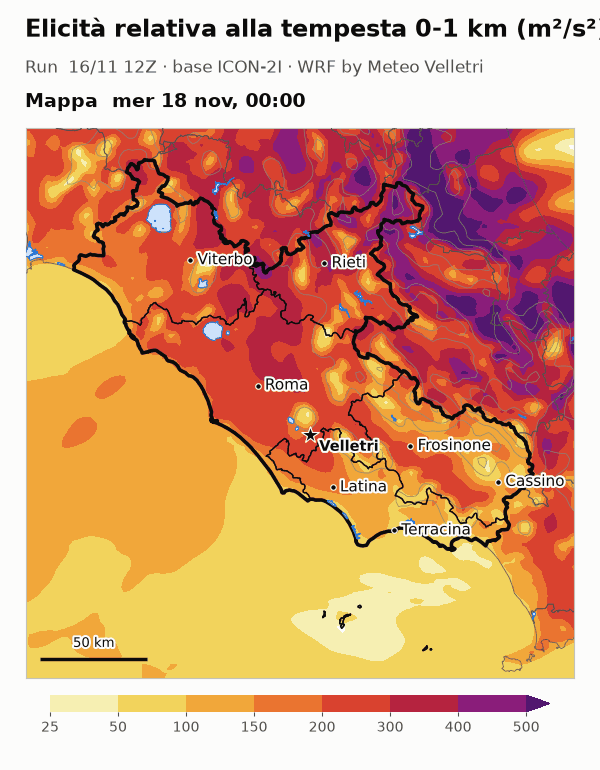 Elicità relativa alla tempesta 0-1 km (m²/s²)
Run 16/11 12Z · base ICON-2I · WRF by Meteo Velletri
Mappa mer 18 nov, 00:00
Viterbo
Rieti
Roma
Velletri
Frosinone
Latina
Cassino
Terracina
50 km
25 50 100 150 200 300 400 500